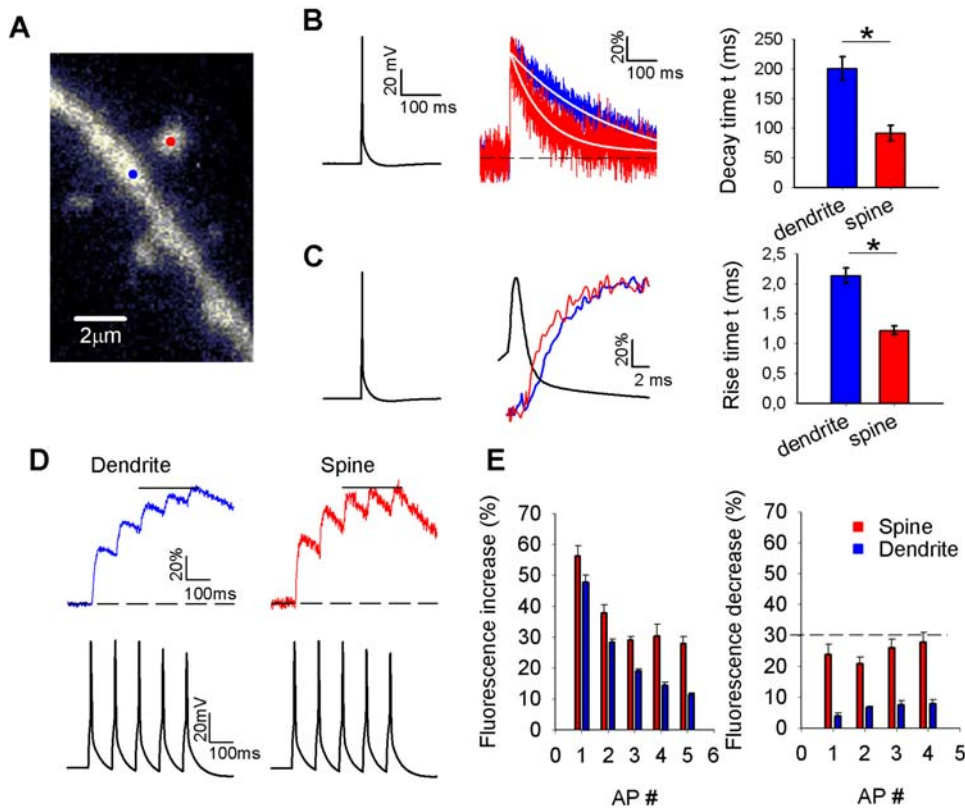 A
2μm
B
20 mV
100 ms
20%
100 ms
Decay time t (ms)
250
200
150
100
50
0
*
dendrite
spine
C
20%
2 ms
Rise time t (ms)
2,5
2,0
1,5
1,0
0,5
0,0
*
dendrite
spine
D
Dendrite
Spine
20%
100ms
20%
100ms
20mV
100ms
E
Fluorescence increase (%)
70
60
50
40
30
20
10
0
0 1 2 3 4 5 6
AP #
Fluorescence decrease (%)
70
60
50
40
30
20
10
0
Spine
Dendrite
0 1 2 3 4 5
AP #